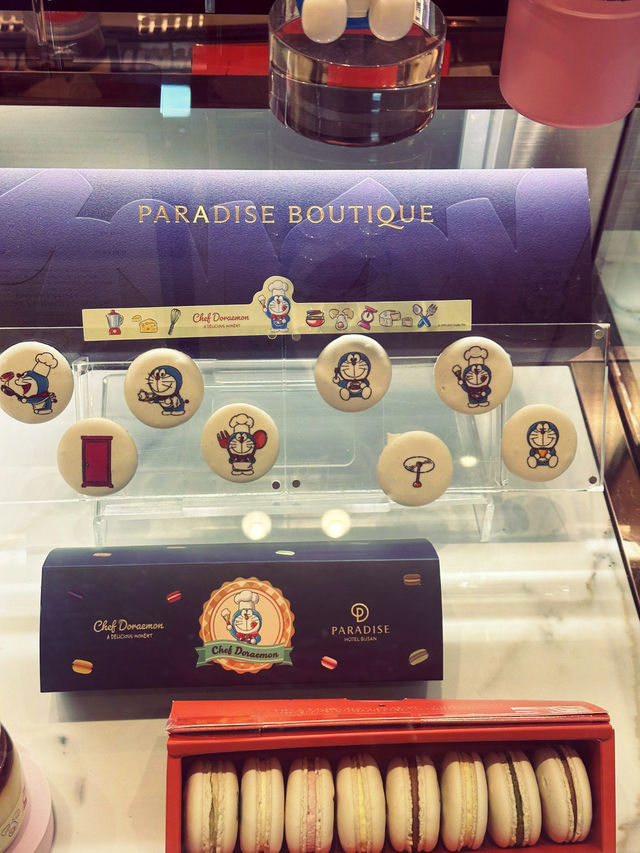 PARADISE BOUTIQUE
Chef Doraemon
A DELICIOUS MOMENT
Chef Doraemon
A DELICIOUS MOMENT
Chef Doraemon
PARADISE
HOTEL BUSAN